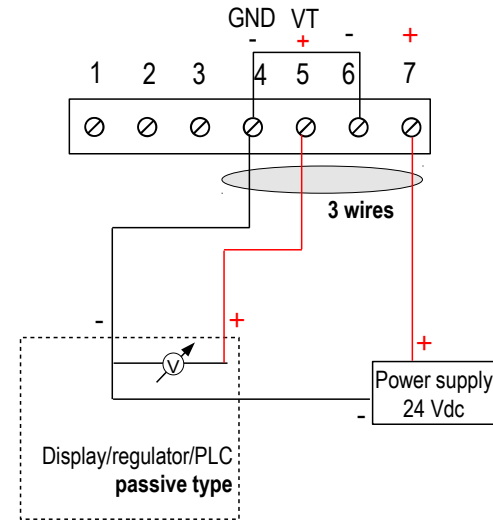 GND VT
- + - +
1 2 3 4 5 6 7
3 wires
- +
V
+
Power supply
24 Vdc
-
Display/regulator/PLC
passive type